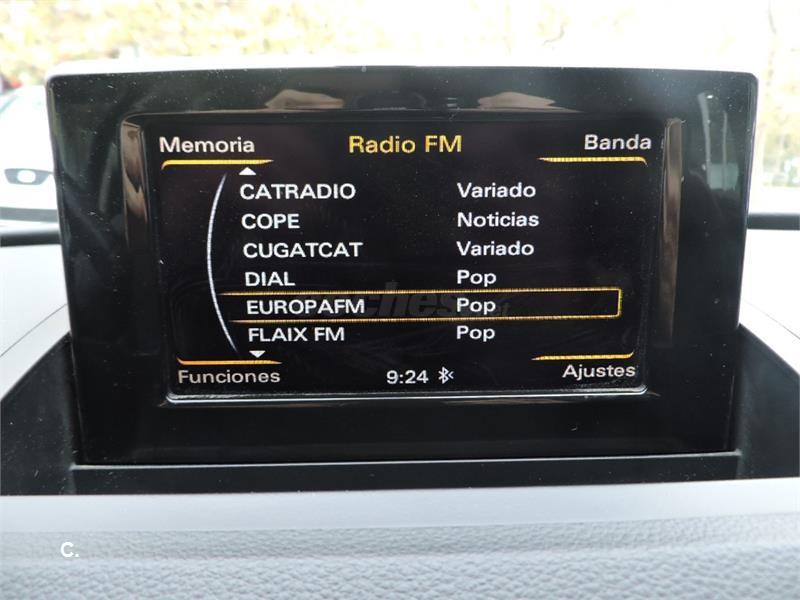 Memoria Radio FM Banda
CATRADIO Variado
COPE Noticias
CUGATCAT Variado
DIAL Pop
EUROPAFM Pop
FLAIX FM Pop
Funciones 9:24 Ajustes
C.